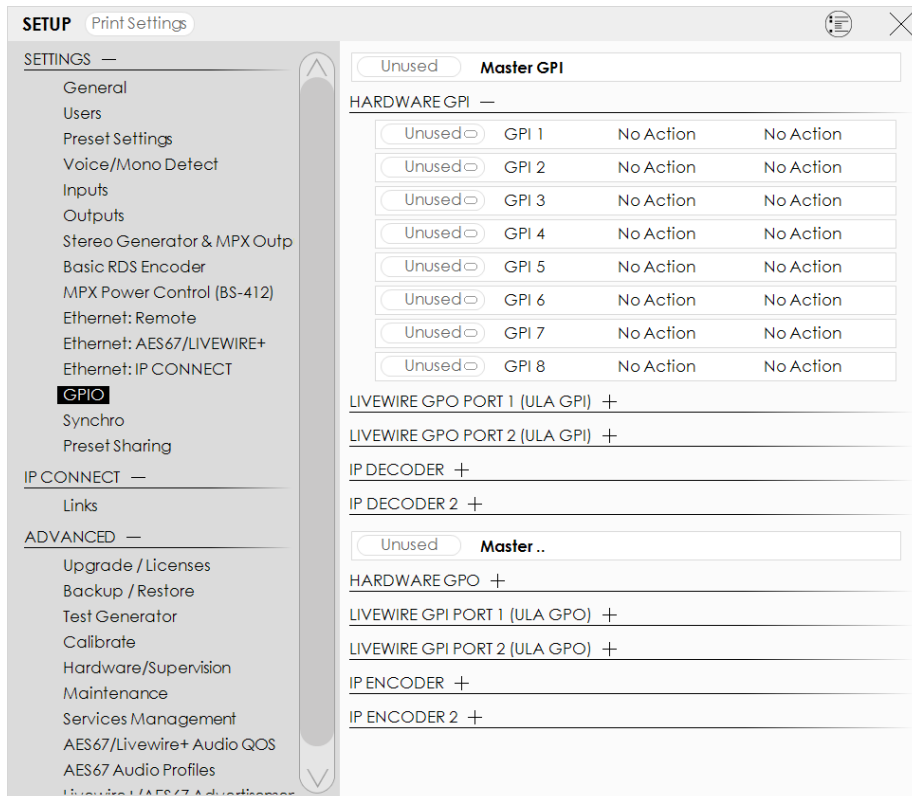 SETUP Print Settings
SETTINGS —
General
Users
Preset Settings
Voice/Mono Detect
Inputs
Outputs
Stereo Generator & MPX Outp
Basic RDS Encoder
MPX Power Control (BS-412)
Ethernet: Remote
Ethernet: AES67/LIVEWIRE+
Ethernet: IP CONNECT
GPIO
Synchro
Preset Sharing
IP CONNECT —
Links
ADVANCED —
Upgrade / Licenses
Backup / Restore
Test Generator
Calibrate
Hardware/Supervision
Maintenance
Services Management
AES67/Livewire+ Audio QOS
AES67 Audio Profiles
Livewire+/AES67 Advertisemen
Unused Master GPI
HARDWARE GPI —
Unused GPI 1 No Action No Action
Unused GPI 2 No Action No Action
Unused GPI 3 No Action No Action
Unused GPI 4 No Action No Action
Unused GPI 5 No Action No Action
Unused GPI 6 No Action No Action
Unused GPI 7 No Action No Action
Unused GPI 8 No Action No Action
LIVEWIRE GPO PORT 1 (ULA GPI) +
LIVEWIRE GPO PORT 2 (ULA GPI) +
IP DECODER +
IP DECODER 2 +
Unused Master ..
HARDWARE GPO +
LIVEWIRE GPI PORT 1 (ULA GPO) +
LIVEWIRE GPI PORT 2 (ULA GPO) +
IP ENCODER +
IP ENCODER 2 +